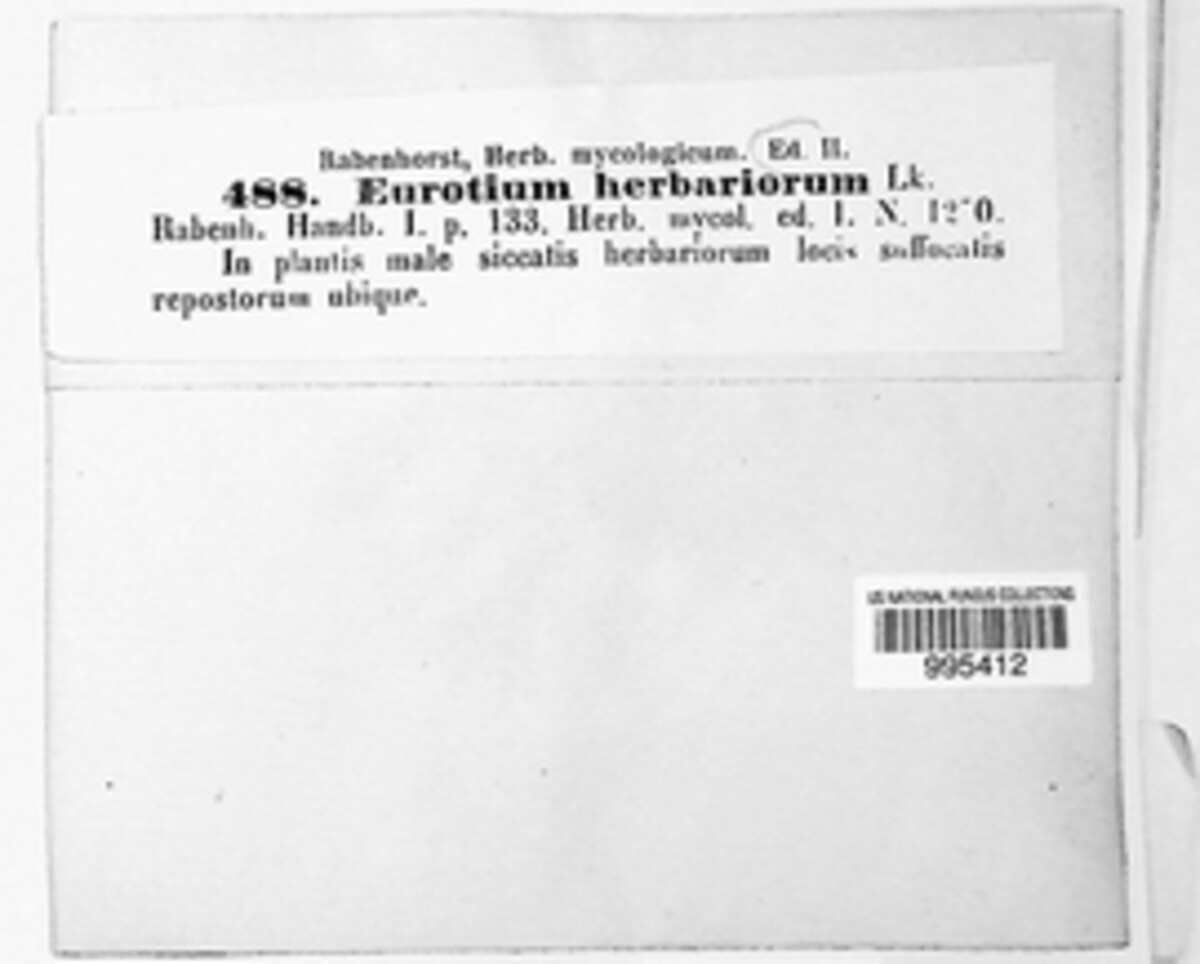 Rabenhorst, Herb. mycologicum. Ed. II.
488. Eurotium herbariorum Lk.
Rabenh. Handb. I. p. 133. Herb. mycol. ed. I. N.
In plantis male siccatis herbariorum locis suffocatis
repostorum ubique.
US NATIONAL FUNGUS COLLECTIONS
995412